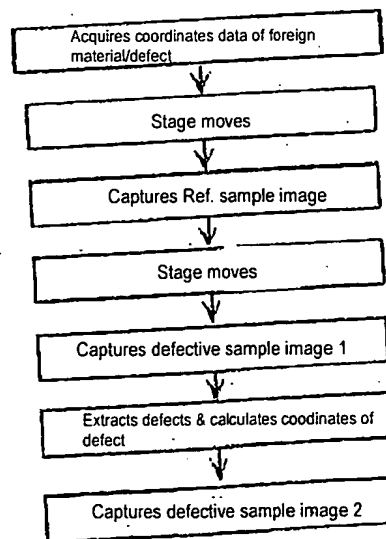 Acquires coordinates data of foreign
material/defect
Stage moves
Captures Ref. sample image
Stage moves
Captures defective sample image 1
Extracts defects & calculates coodinates of
defect
Captures defective sample image 2